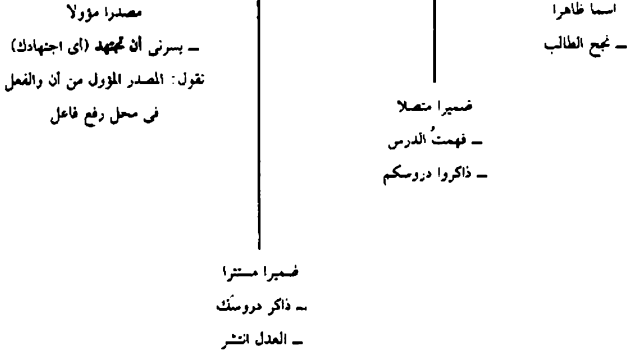 اسما ظاهرا
– نجح الطالب
ضميرا متصلا
– فهمتُ الدرس
– ذاكروا دروسكم
ضميرا مستترا
– ذاكر دروسَك
– العدل انتشر
مصدرا مؤولا
– يسرنى أن تجتهد (أى اجتهادك)
نقول: المصدر المؤول من أن والفعل
فى محل رفع فاعل